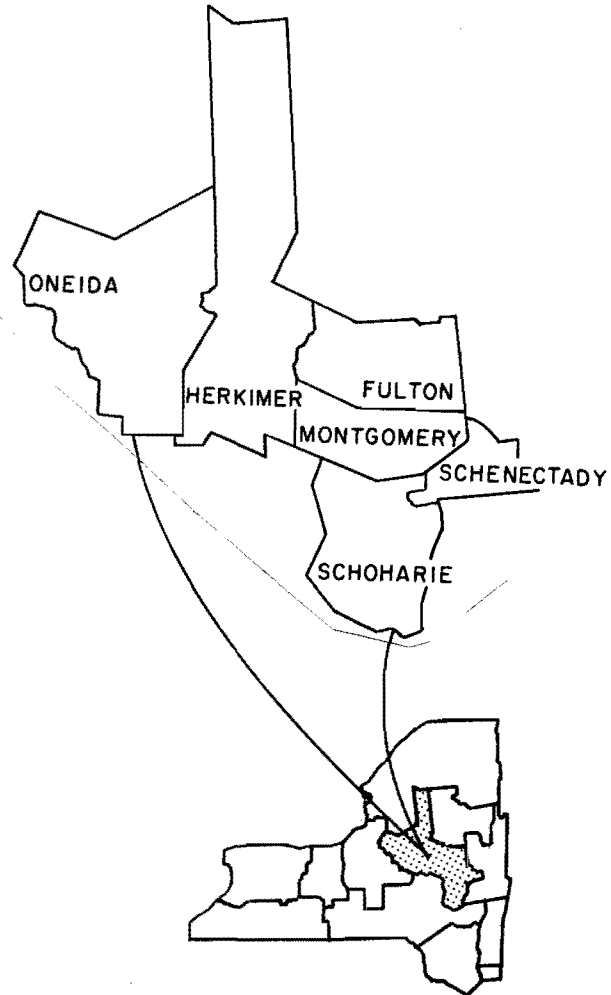 ONEIDA
HERKIMER
FULTON
MONTGOMERY
SCHENECTADY
SCHOHARIE